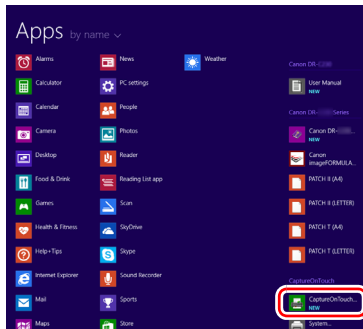 Apps by name
Alarms
Calculator
Calendar
Camera
Desktop
Food & Drink
Games
Health & Fitness
Help+Tips
Internet Explorer
Mail
Maps
News
PC settings
People
Photos
Reader
Reading List app
Scan
SkyDrive
Skype
Sound Recorder
Sports
Store
Weather
Canon DR-
User Manual
NEW
Canon DR- Series
Canon DR-
NEW
Canon
imageFORMULA...
PATCH II (A4)
PATCH II (LETTER)
PATCH T (A4)
PATCH T (LETTER)
CaptureOnTouch
CaptureOnTouch...
NEW
System...